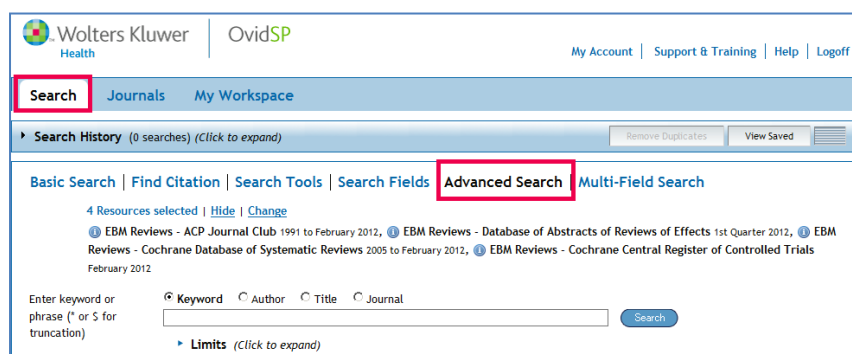 Wolters Kluwer Health OvidSP
My Account | Support & Training | Help | Logoff
Search Journals My Workspace
Search History (0 searches) (Click to expand) Remove Duplicates View Saved
Basic Search | Find Citation | Search Tools | Search Fields | Advanced Search | Multi-Field Search
4 Resources selected | Hide | Change
EBM Reviews - ACP Journal Club 1991 to February 2012, EBM Reviews - Database of Abstracts of Reviews of Effects 1st Quarter 2012, EBM
Reviews - Cochrane Database of Systematic Reviews 2005 to February 2012, EBM Reviews - Cochrane Central Register of Controlled Trials
February 2012
Enter keyword or phrase (* or $ for truncation)
Keyword Author Title Journal
Search
Limits (Click to expand)